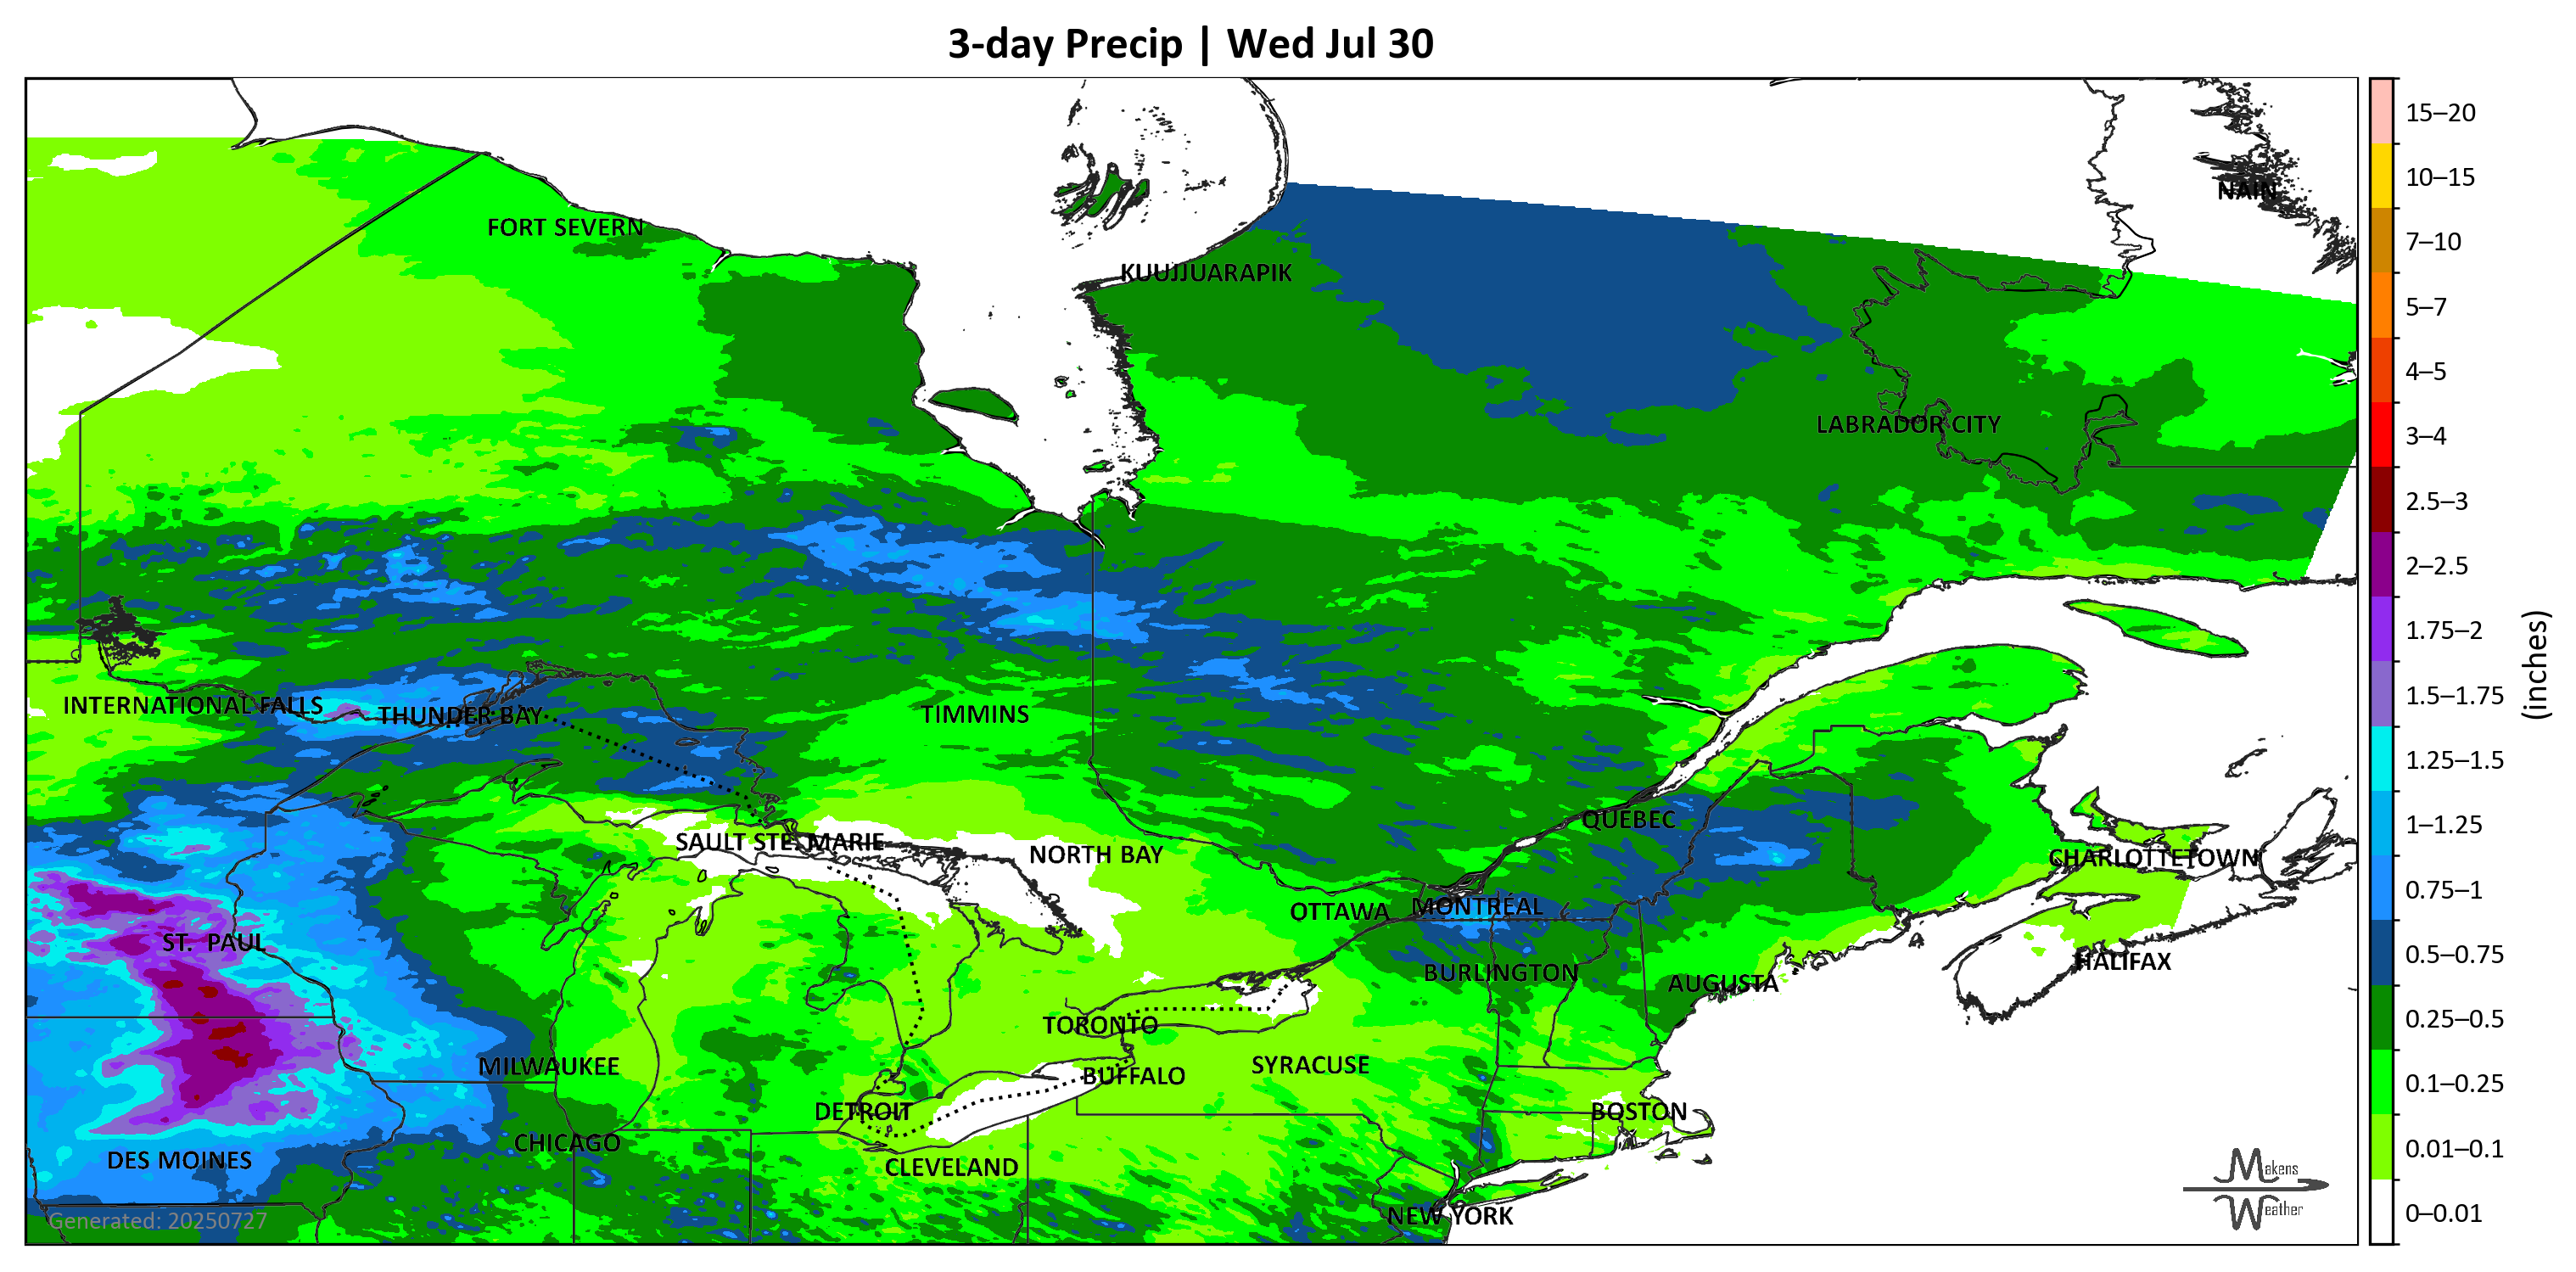 3-day Precip | Wed Jul 30
NAIN
FORT SEVERN
KUUJJUARAPIK
LABRADOR CITY
INTERNATIONAL FALLS
THUNDER BAY
TIMMINS
QUEBEC
SAULT STE. MARIE
NORTH BAY
CHARLOTTETOWN
OTTAWA
MONTREAL
ST. PAUL
HALIFAX
BURLINGTON
AUGUSTA
TORONTO
SYRACUSE
MILWAUKEE
BUFFALO
DETROIT
BOSTON
CHICAGO
DES MOINES
CLEVELAND
NEW YORK
Generated: 20250727
Makens
Weather
15–20
10–15
7–10
5–7
4–5
3–4
2.5–3
2–2.5
1.75–2
1.5–1.75
1.25–1.5
1–1.25
0.75–1
0.5–0.75
0.25–0.5
0.1–0.25
0.01–0.1
0–0.01
(inches)